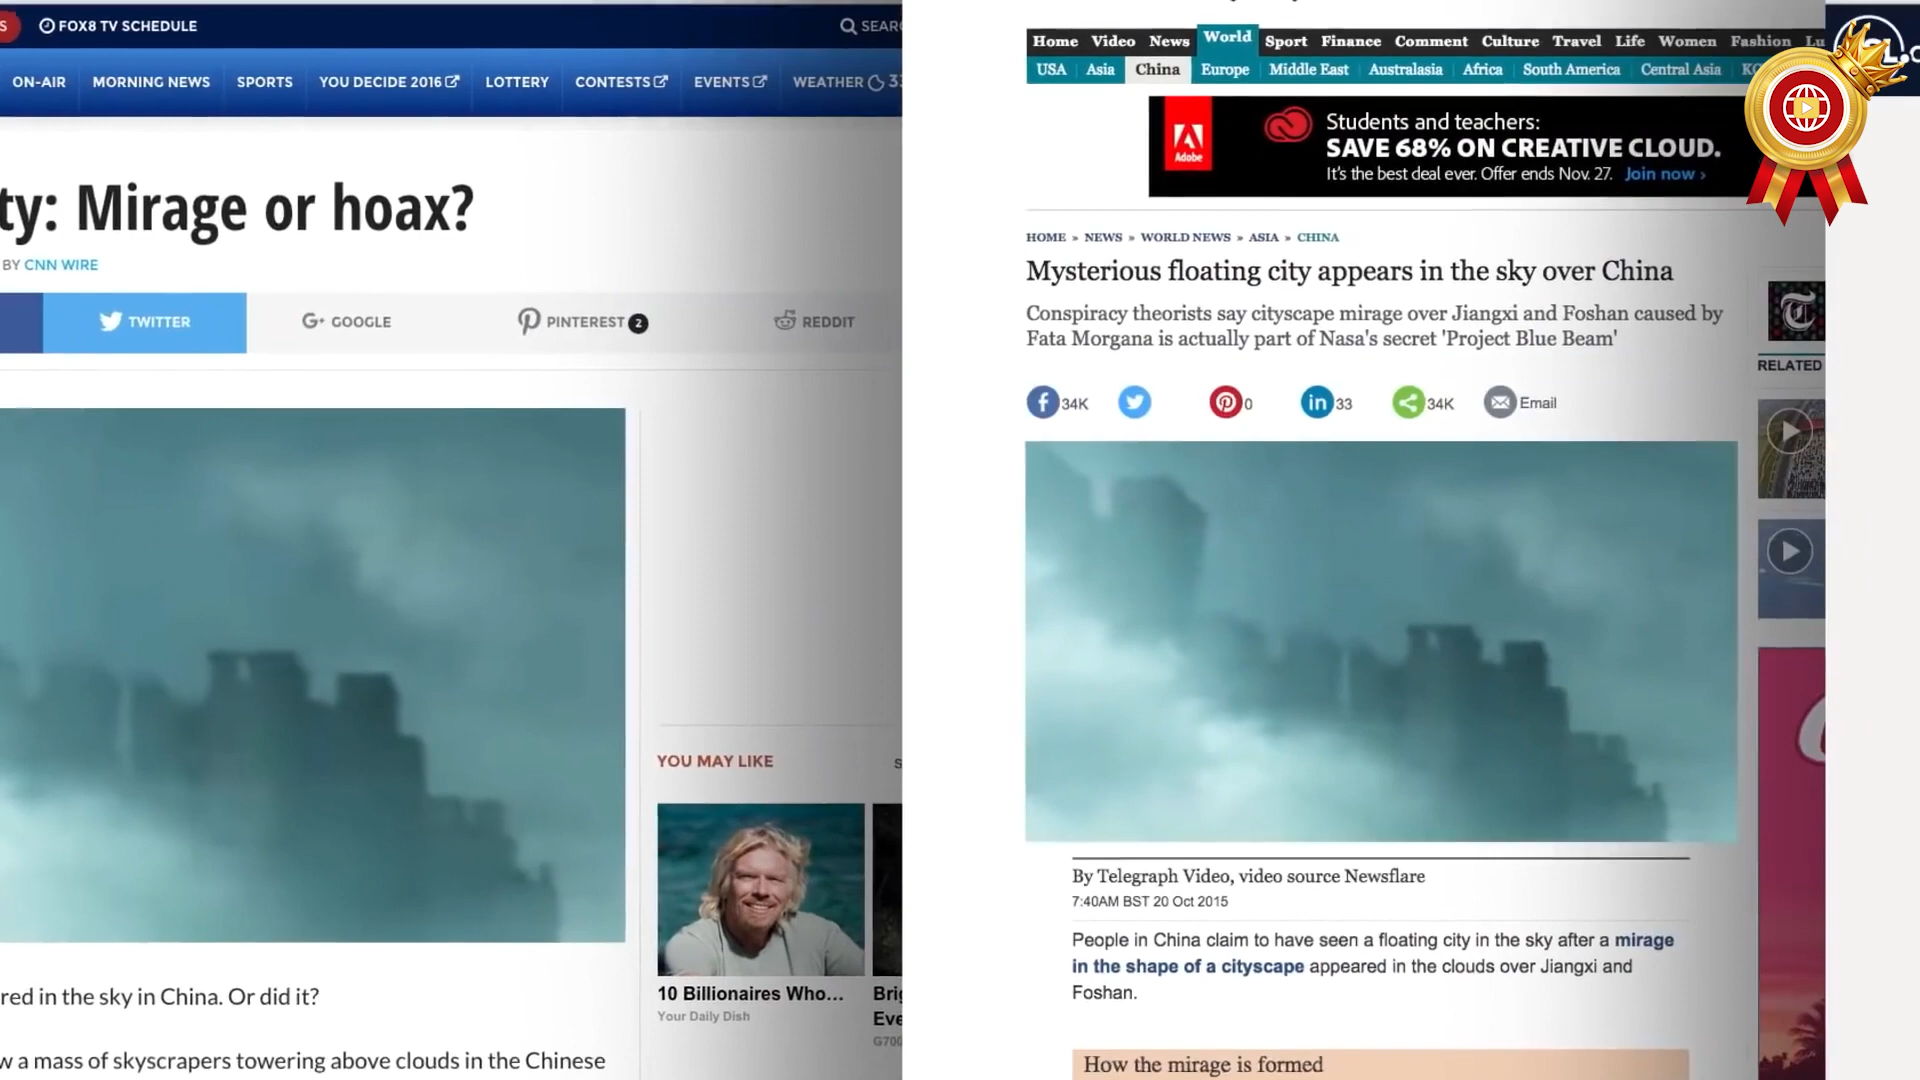 S
FOX8 TV SCHEDULE
SEARC
ON-AIR
MORNING NEWS
SPORTS
YOU DECIDE 2016
LOTTERY
CONTESTS
EVENTS
WEATHER
33
ty: Mirage or hoax?
BY CNN WIRE
TWITTER
G+ GOOGLE
PINTEREST 2
REDDIT
YOU MAY LIKE
S
10 Billionaires Who...
Your Daily Dish
Brig
Eve
G700
red in the sky in China. Or did it?
w a mass of skyscrapers towering above clouds in the Chinese
Home Video News World Sport Finance Comment Culture Travel Life Women Fashion Lu
USA Asia China Europe Middle East Australasia Africa South America Central Asia KO
Adobe
Students and teachers:
SAVE 68% ON CREATIVE CLOUD.
It's the best deal ever. Offer ends Nov. 27. Join now ›
HOME » NEWS » WORLD NEWS » ASIA » CHINA
Mysterious floating city appears in the sky over China
Conspiracy theorists say cityscape mirage over Jiangxi and Foshan caused by
Fata Morgana is actually part of Nasa's secret 'Project Blue Beam'
34K
0
in 33
34K
Email
RELATED
By Telegraph Video, video source Newsflare
7:40AM BST 20 Oct 2015
People in China claim to have seen a floating city in the sky after a mirage
in the shape of a cityscape appeared in the clouds over Jiangxi and
Foshan.
How the mirage is formed